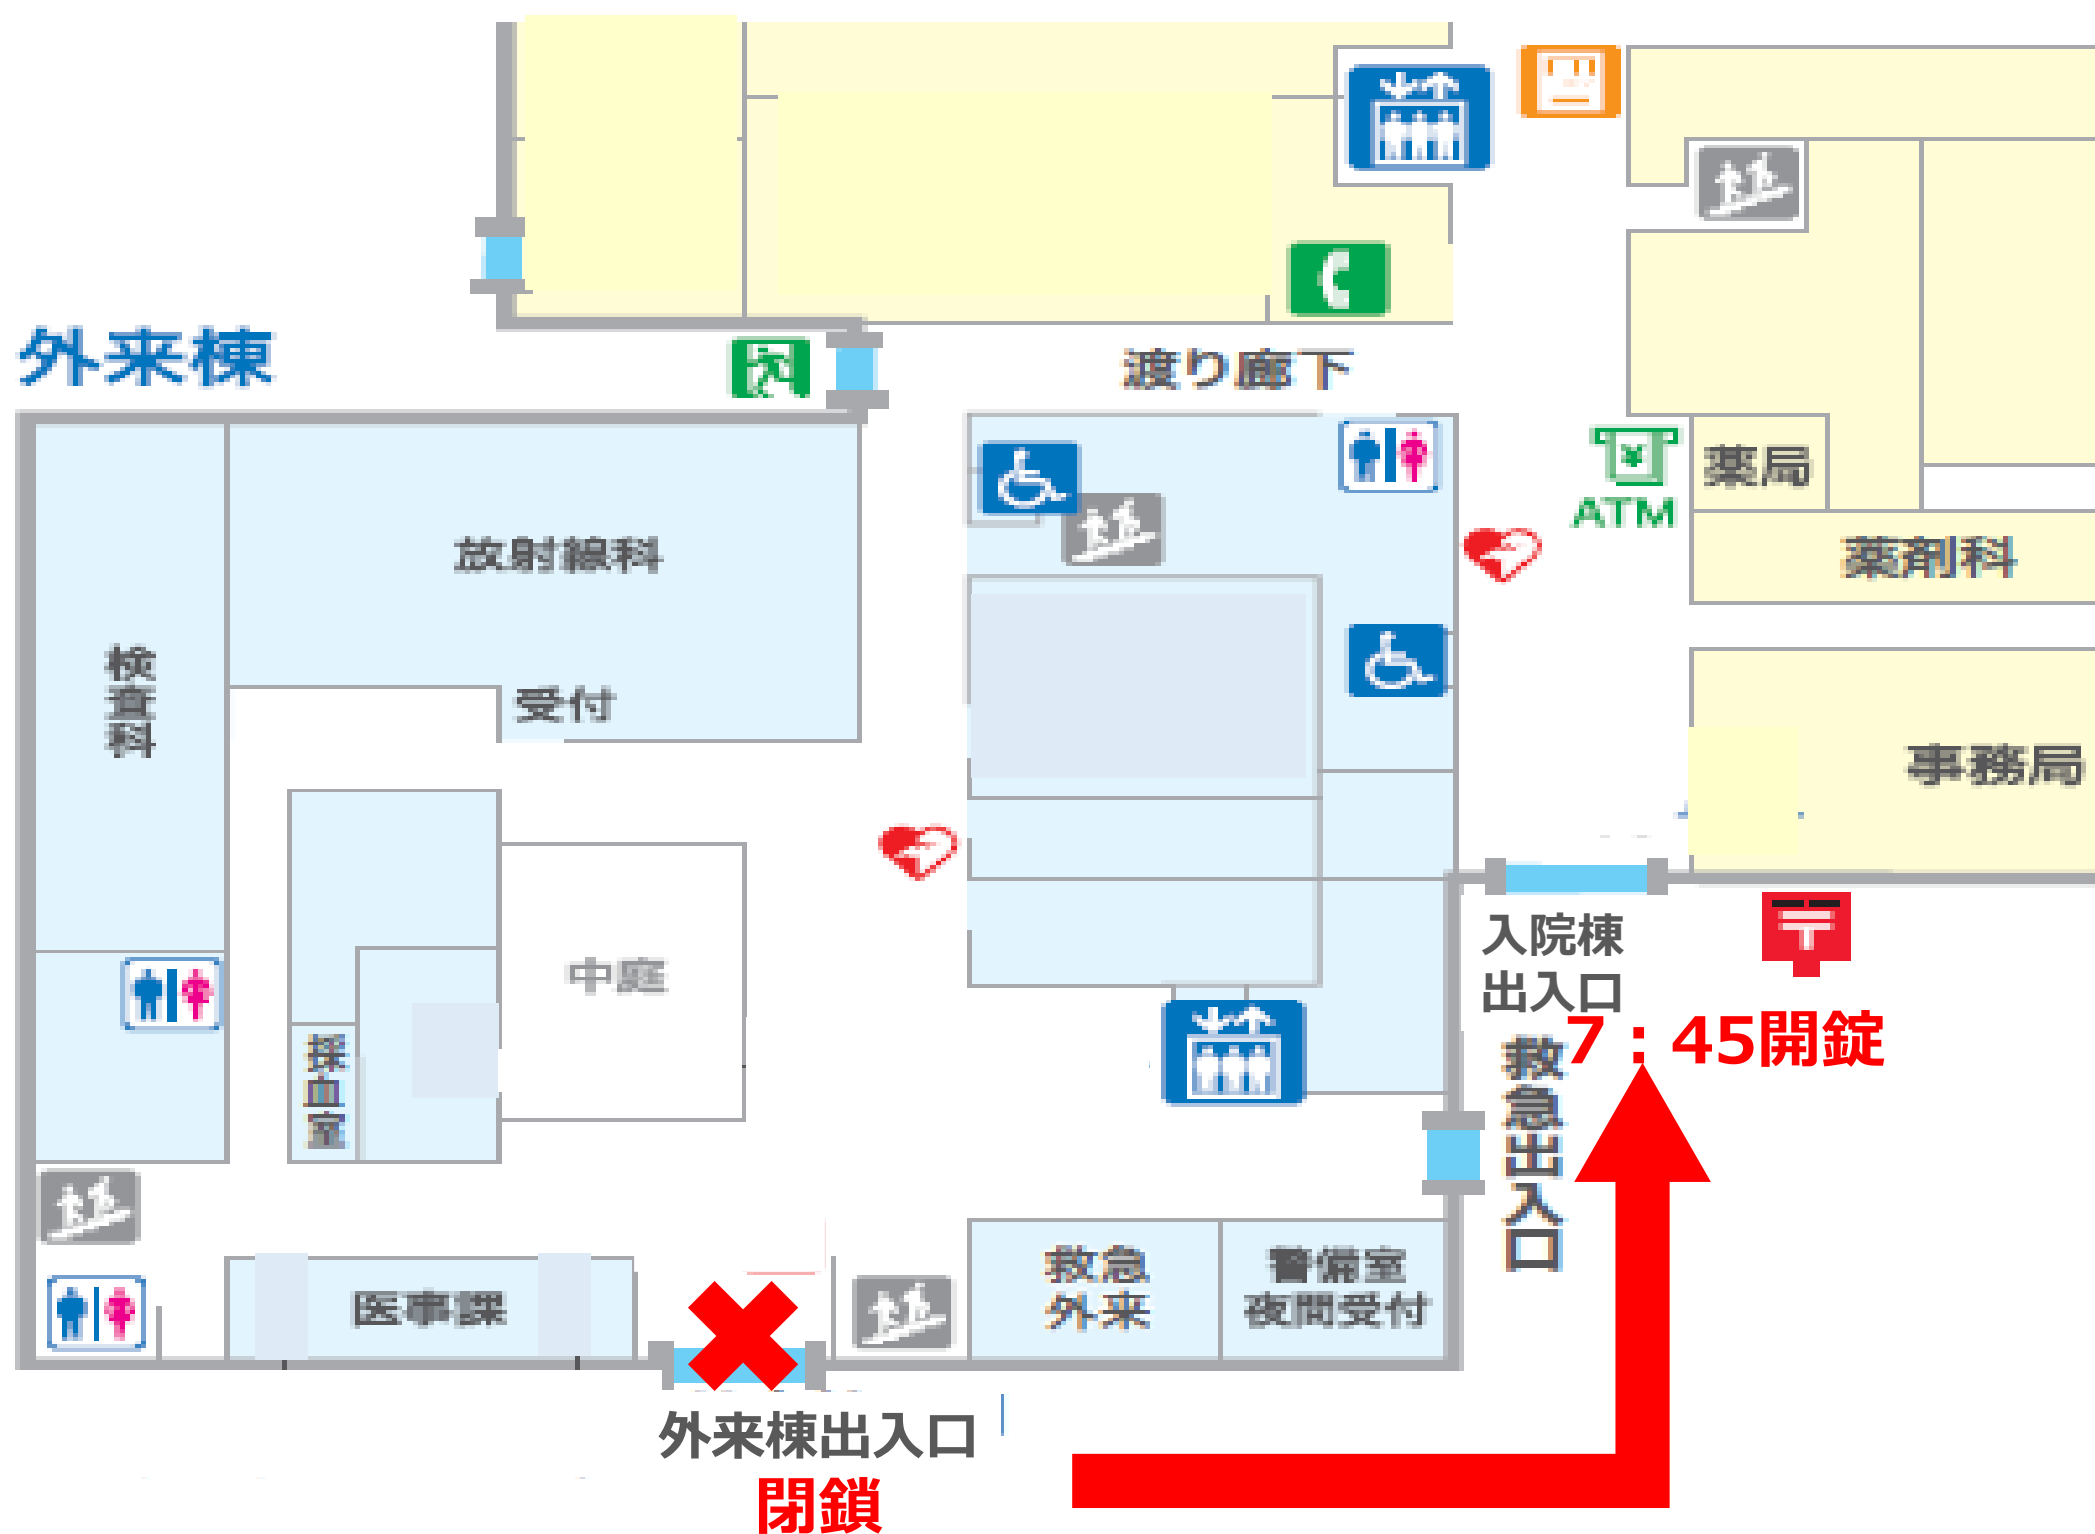 外来棟
渡り廊下
薬局
ATM
薬剤科
放射線科
検査科
受付
事務局
中庭
入院棟
出入口
7：45開錠
採血室
救急出入口
救急
外来
警備室
夜間受付
医事課
外来棟出入口
閉鎖